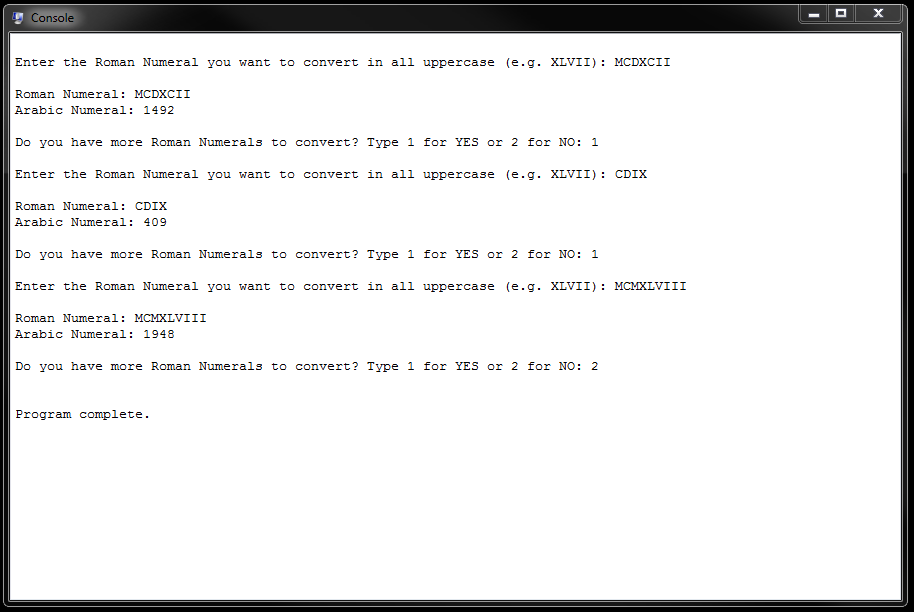 Console
Enter the Roman Numeral you want to convert in all uppercase (e.g. XLVII): MCDXCII
Roman Numeral: MCDXCII
Arabic Numeral: 1492
Do you have more Roman Numerals to convert? Type 1 for YES or 2 for NO: 1
Enter the Roman Numeral you want to convert in all uppercase (e.g. XLVII): CDIX
Roman Numeral: CDIX
Arabic Numeral: 409
Do you have more Roman Numerals to convert? Type 1 for YES or 2 for NO: 1
Enter the Roman Numeral you want to convert in all uppercase (e.g. XLVII): MCMXLVIII
Roman Numeral: MCMXLVIII
Arabic Numeral: 1948
Do you have more Roman Numerals to convert? Type 1 for YES or 2 for NO: 2
Program complete.